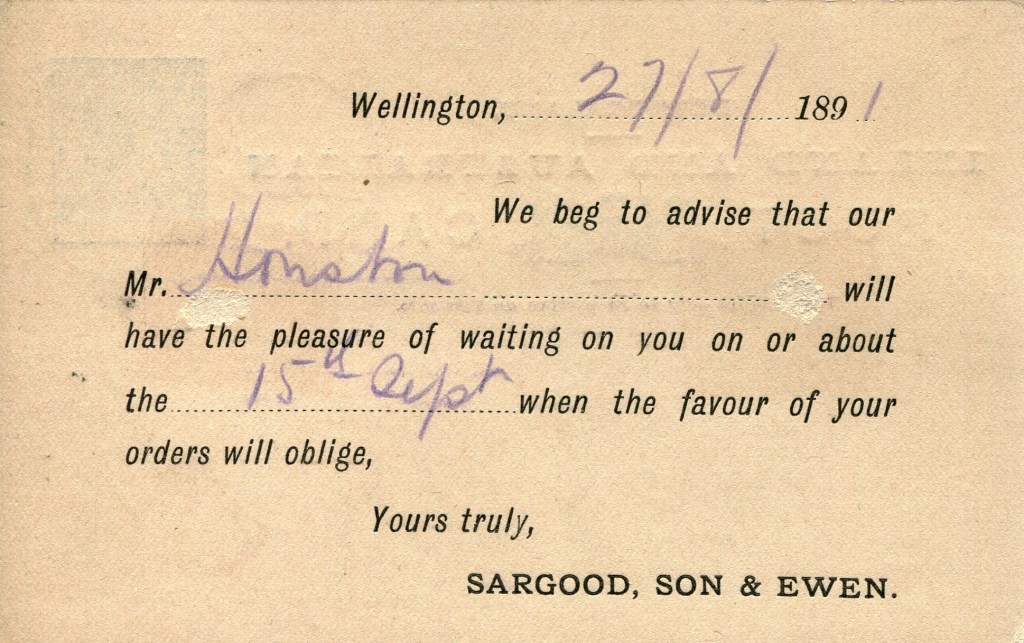 Wellington, 27/8/ 1891
We beg to advise that our
Mr. Houston will
have the pleasure of waiting on you on or about
the 15th Sept when the favour of your
orders will oblige,
Yours truly,
SARGOOD, SON & EWEN.